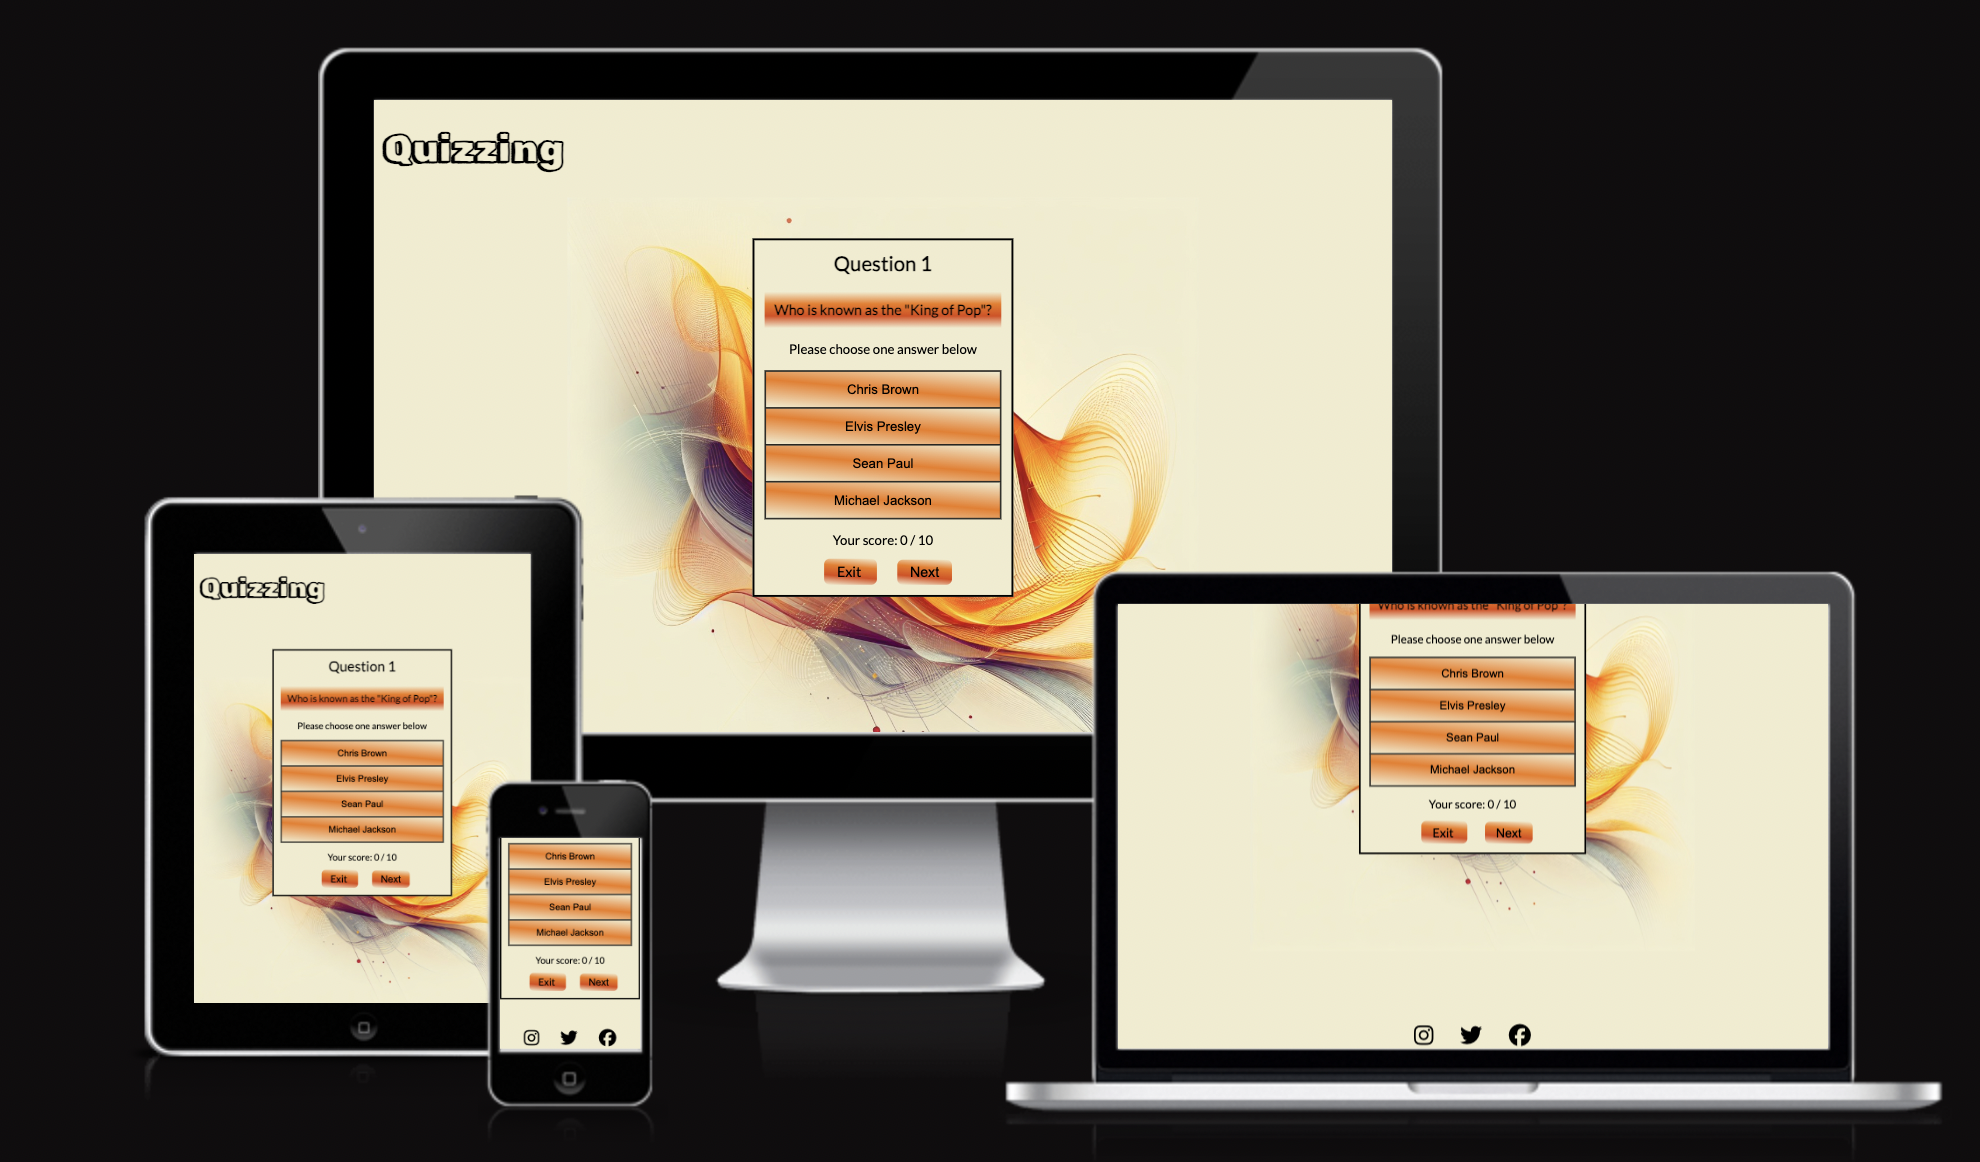 Quizzing
Question 1
Who is known as the "King of Pop"?
Please choose one answer below
Chris Brown
Elvis Presley
Sean Paul
Michael Jackson
Your score: 0 / 10
Exit Next
Quizzing
Question 1
Who is known as the "King of Pop"?
Please choose one answer below
Chris Brown
Elvis Presley
Sean Paul
Michael Jackson
Your score: 0 / 10
Exit Next
Chris Brown
Elvis Presley
Sean Paul
Michael Jackson
Your score: 0 / 10
Exit Next
Who is known as the "King of Pop"?
Please choose one answer below
Chris Brown
Elvis Presley
Sean Paul
Michael Jackson
Your score: 0 / 10
Exit Next